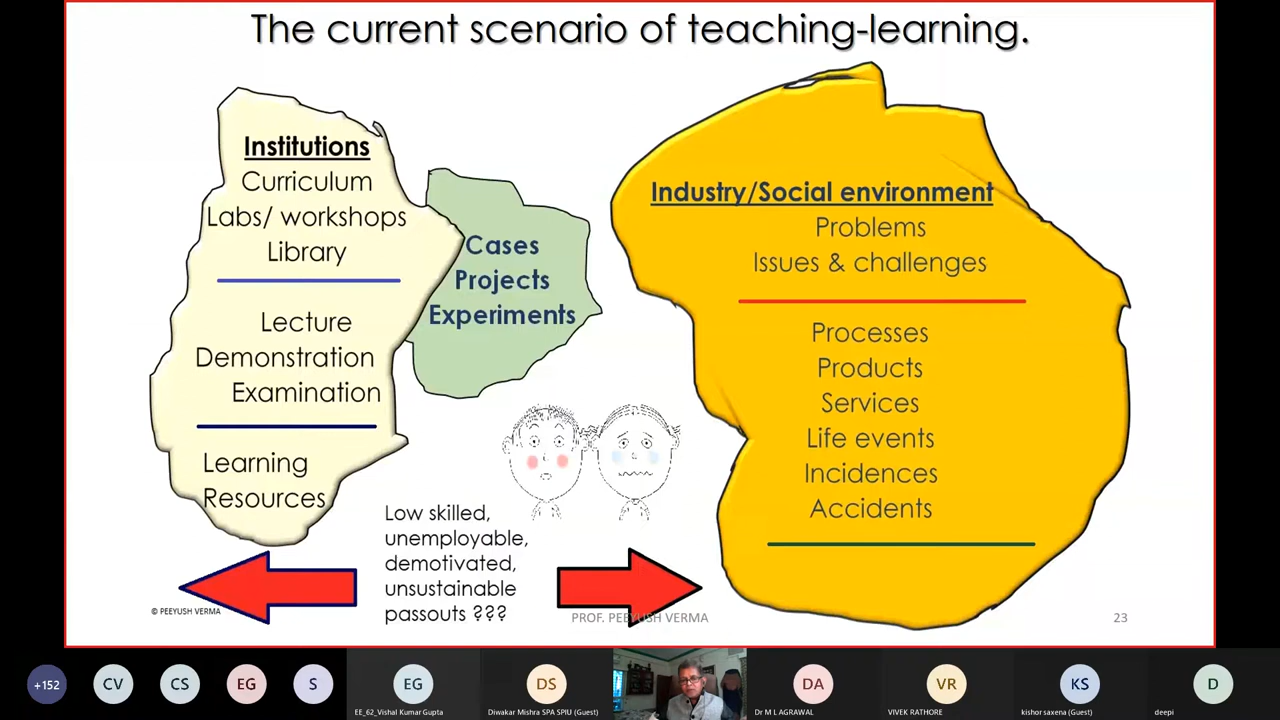 The current scenario of teaching-learning.
Institutions
Curriculum
Labs/ workshops
Library
Lecture
Demonstration
Examination
Learning
Resources
Cases
Projects
Experiments
Industry/Social environment
Problems
Issues & challenges
Processes
Products
Services
Life events
Incidences
Accidents
Low skilled,
unemployable,
demotivated,
unsustainable
passouts ???
© PEEYUSH VERMA
PROF. PEEYUSH VERMA
23
+152
CV
CS
EG
S
EG
EE_62_Vishal Kumar Gupta
DS
Diwakar Mishra SPA SPIU (Guest)
DA
Dr M L AGRAWAL
VR
VIVEK RATHORE
KS
kishor saxena (Guest)
D
deepi